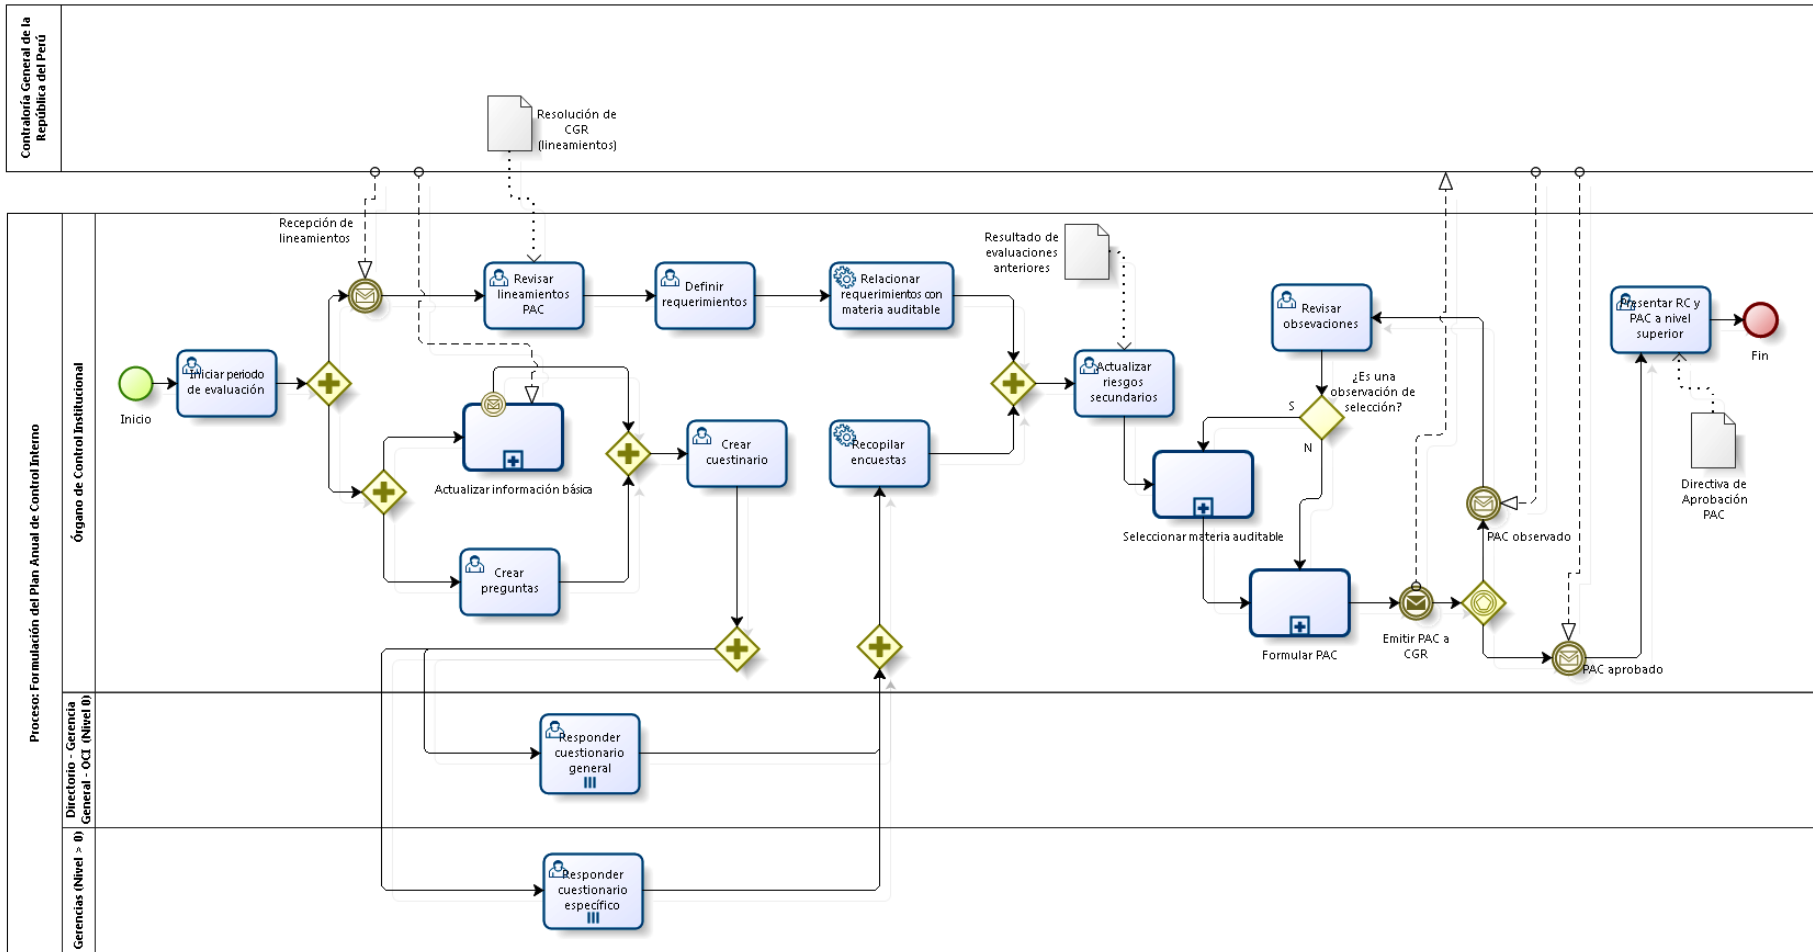 Contraloría General de la
República del Perú
Resolución de
CGR
(lineamientos)
Proceso: Formulación del Plan Anual de Control Interno
Órgano de Control Institucional
Recepción de
lineamientos
Revisar
lineamientos
PAC
Definir
requerimientos
Relacionar
requerimientos con
materia auditable
Resultado de
evaluaciones
anteriores
Revisar
obsevaciones
Presentar RC y
PAC a nivel
superior
Fin
Inicio
Iniciar periodo
de evaluación
Actualizar
riesgos
secundarios
¿Es una
observación de
selección?
S
N
Actualizar información básica
Crear
cuestinario
Recopilar
encuestas
Seleccionar materia auditable
Directiva de
Aprobación
PAC
PAC observado
Crear
preguntas
Formular PAC
Emitir PAC a
CGR
PAC aprobado
Directorio - Gerencia
General - OCI (Nivel 0)
Responder
cuestionario
general
Gerencias (Nivel > 0)
Responder
cuestionario
específico